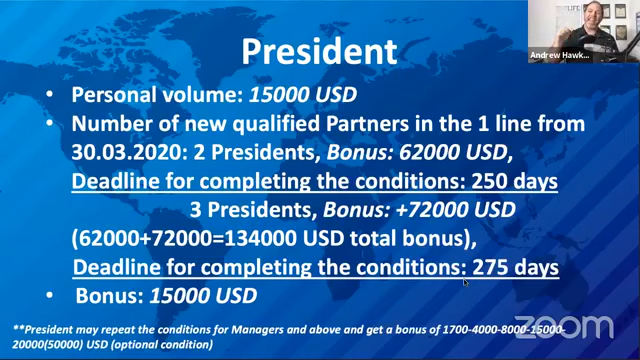 President
• Personal volume: 15000 USD
• Number of new qualified Partners in the 1 line from
30.03.2020: 2 Presidents, Bonus: 62000 USD,
Deadline for completing the conditions: 250 days
3 Presidents, Bonus: +72000 USD
(62000+72000=134000 USD total bonus),
Deadline for completing the conditions: 275 days
• Bonus: 15000 USD
**President may repeat the conditions for Managers and above and get a bonus of 1700-4000-8000-15000-
20000(50000) USD (optional condition)
Andrew Hawk...
zoom